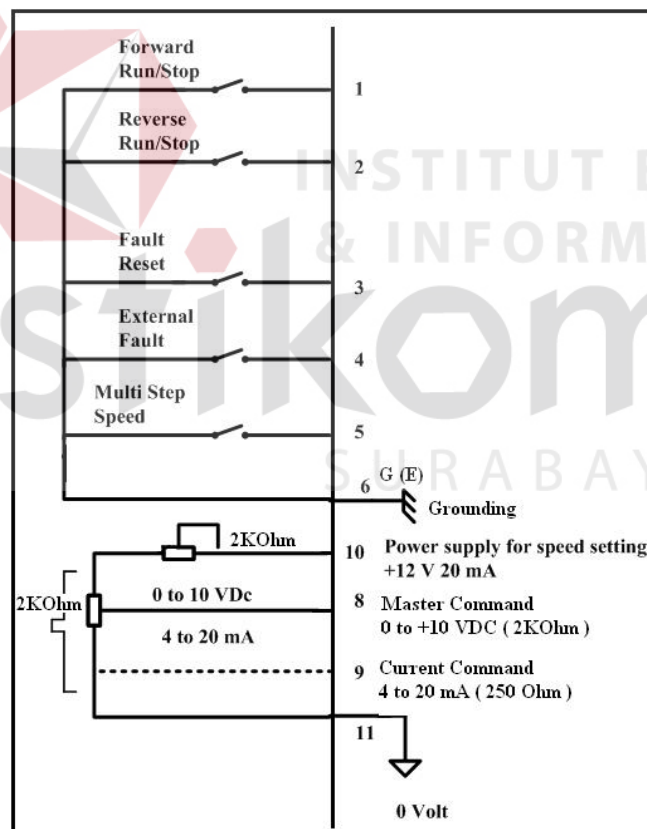 Forward
Run/Stop
1
Reverse
Run/Stop
2
Fault
Reset
3
External
Fault
4
Multi Step
Speed
5
6
G (E)
Grounding
2KOhm
10
Power supply for speed setting
+12 V 20 mA
2KOhm
0 to 10 VDc
8
Master Command
0 to +10 VDC ( 2KOhm )
4 to 20 mA
9
Current Command
4 to 20 mA ( 250 Ohm )
11
0 Volt
INSTITUT
& INFORM
stikom
SURABAY